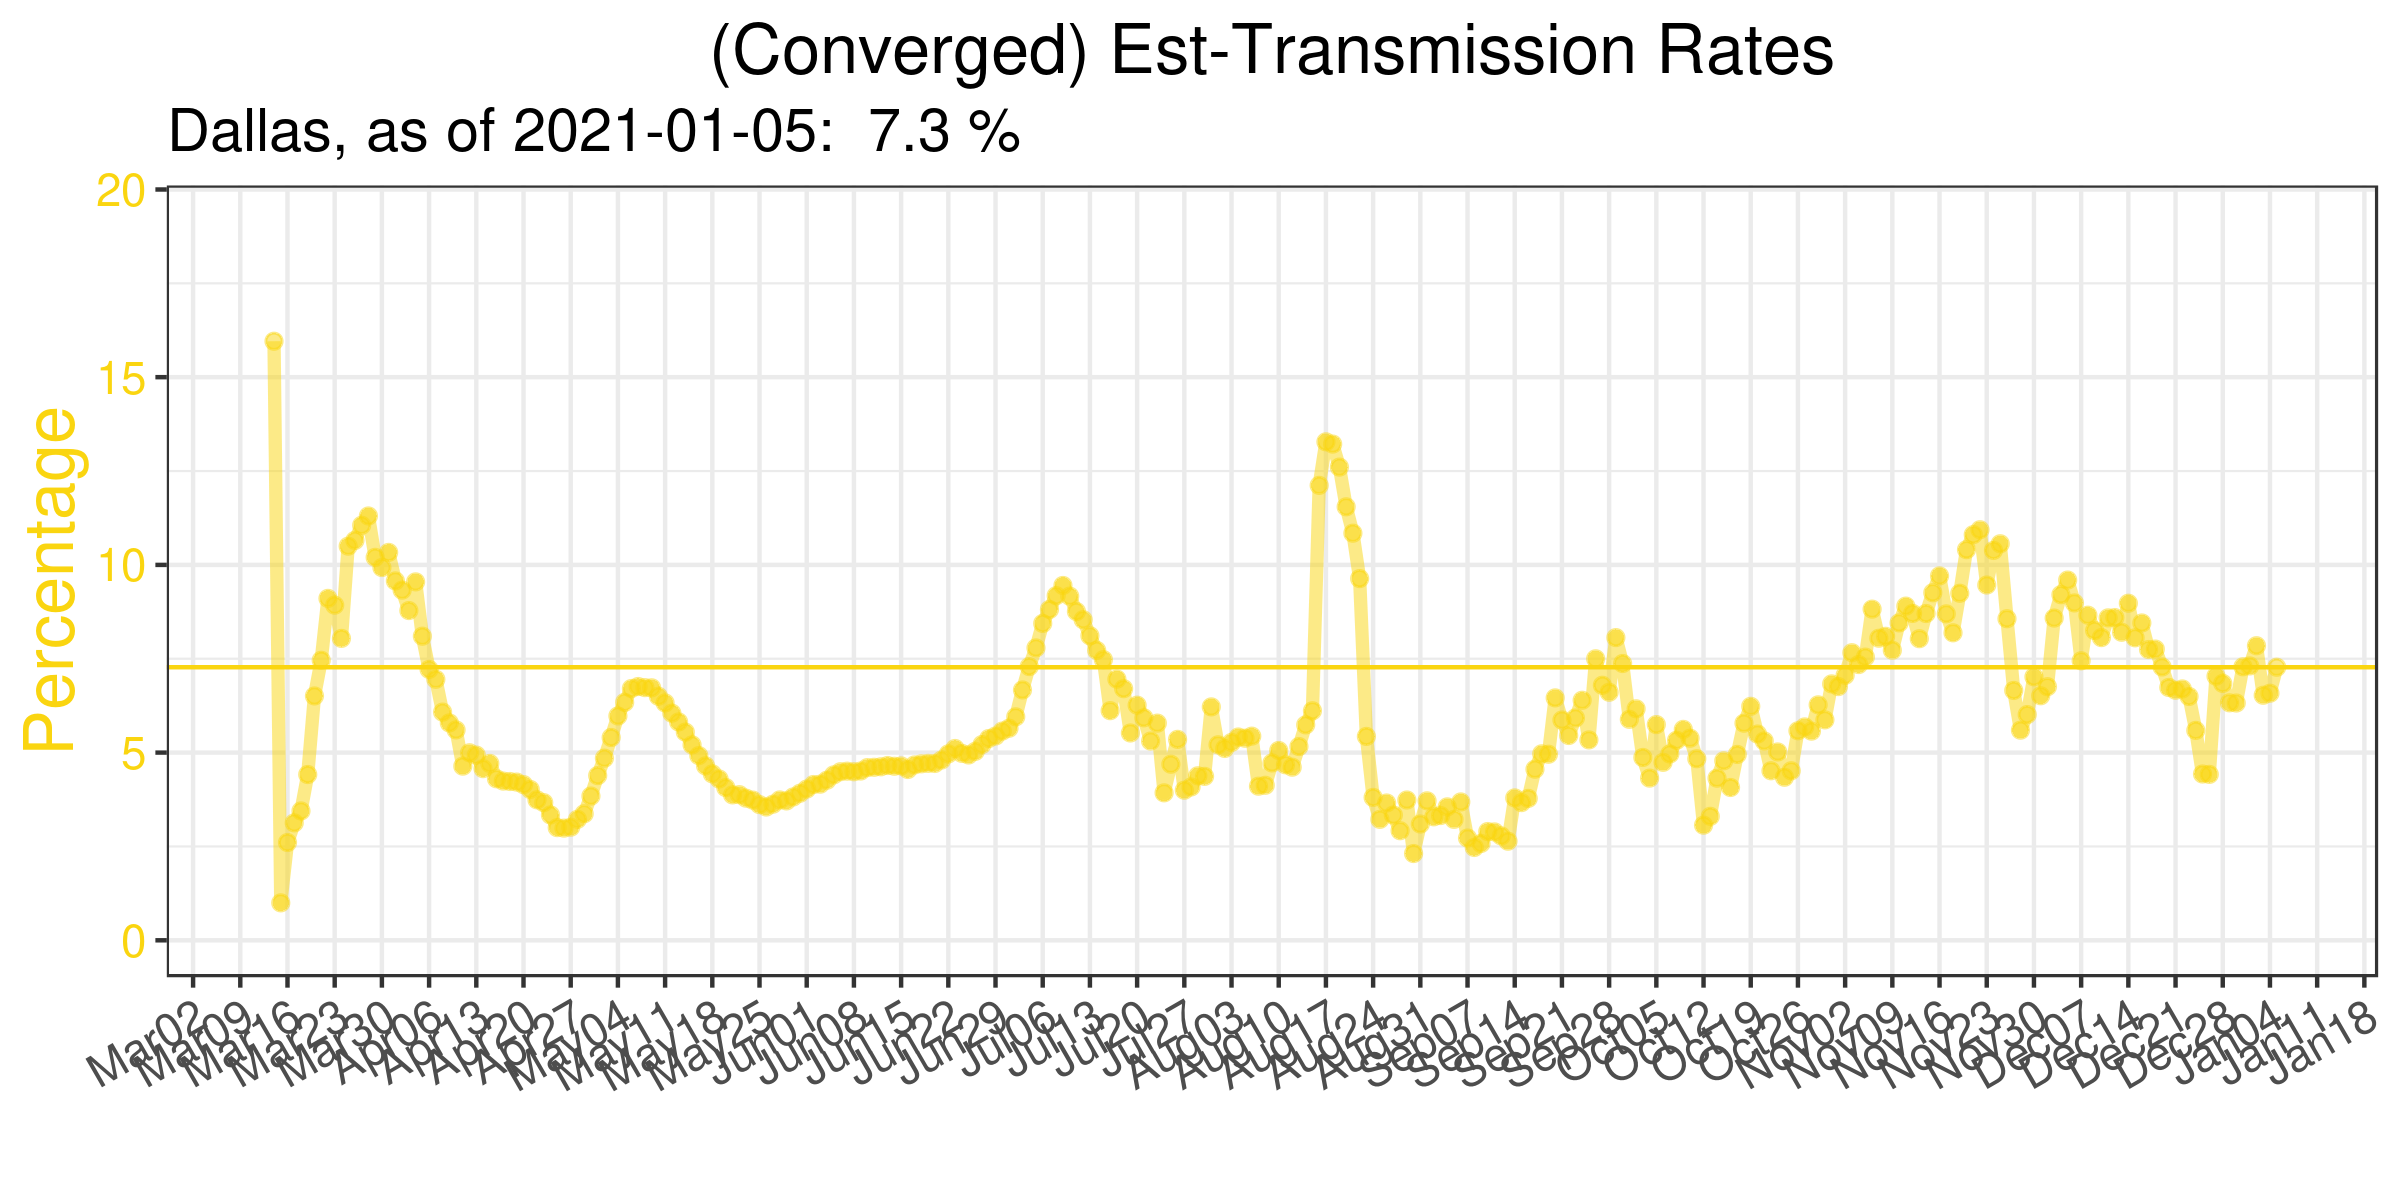 (Converged) Est-Transmission Rates
Dallas, as of 2021-01-05:  7.3 %
Percentage
20
15
10
5
0
Mar02
Mar09
Mar16
Mar23
Mar30
Apr06
Apr13
Apr20
Apr27
May04
May11
May18
May25
Jun01
Jun08
Jun15
Jun22
Jun29
Jul06
Jul13
Jul20
Jul27
Aug03
Aug10
Aug17
Aug24
Aug31
Sep07
Sep14
Sep21
Sep28
Oct05
Oct12
Oct19
Oct26
Nov02
Nov09
Nov16
Nov23
Nov30
Dec07
Dec14
Dec21
Dec28
Jan04
Jan11
Jan18